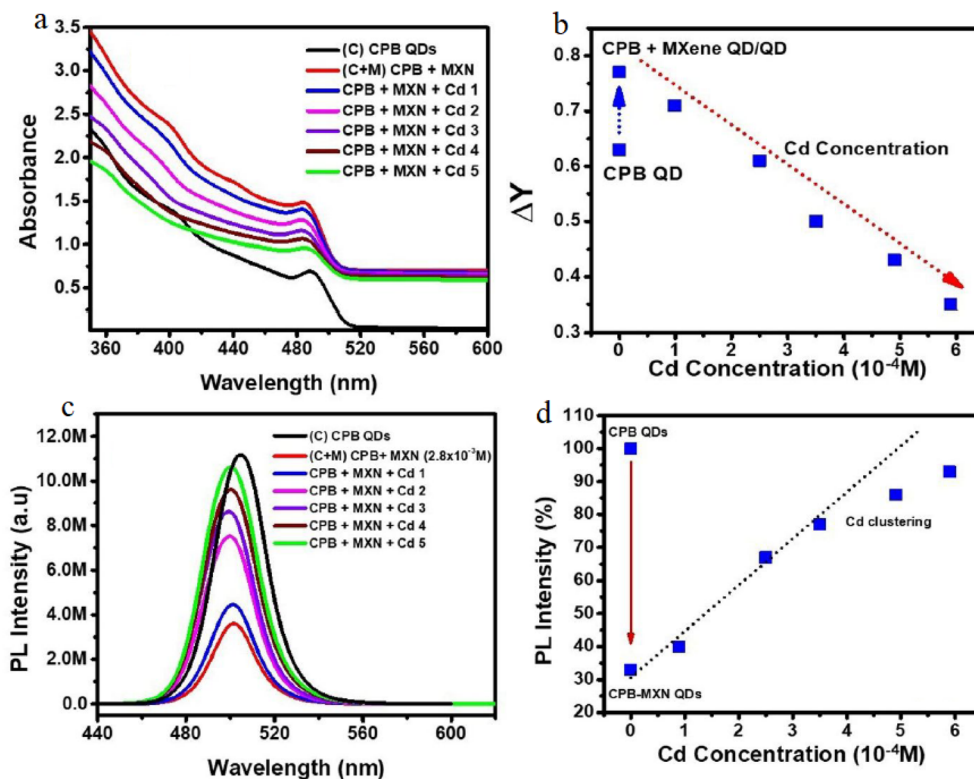 a
3.5
3.0
2.5
2.0
1.5
1.0
0.5
Absorbance
(C) CPB QDs
(C+M) CPB + MXN
CPB + MXN + Cd 1
CPB + MXN + Cd 2
CPB + MXN + Cd 3
CPB + MXN + Cd 4
CPB + MXN + Cd 5
360 400 440 480 520 560 600
Wavelength (nm)
b
0.8
0.7
0.6
0.5
0.4
0.3
ΔY
CPB + MXene QD/QD
CPB QD
Cd Concentration
0 1 2 3 4 5 6
Cd Concentration (10⁻⁴M)
c
12.0M
10.0M
8.0M
6.0M
4.0M
2.0M
0.0
PL Intensity (a.u)
(C) CPB QDs
(C+M) CPB+ MXN (2.8x10⁻³M)
CPB + MXN + Cd 1
CPB + MXN + Cd 2
CPB + MXN + Cd 3
CPB + MXN + Cd 4
CPB + MXN + Cd 5
440 480 520 560 600
Wavelength (nm)
d
110
100
90
80
70
60
50
40
30
20
PL Intensity (%)
CPB QDs
Cd clustering
CPB-MXN QDs
0 1 2 3 4 5 6
Cd Concentration (10⁻⁴M)